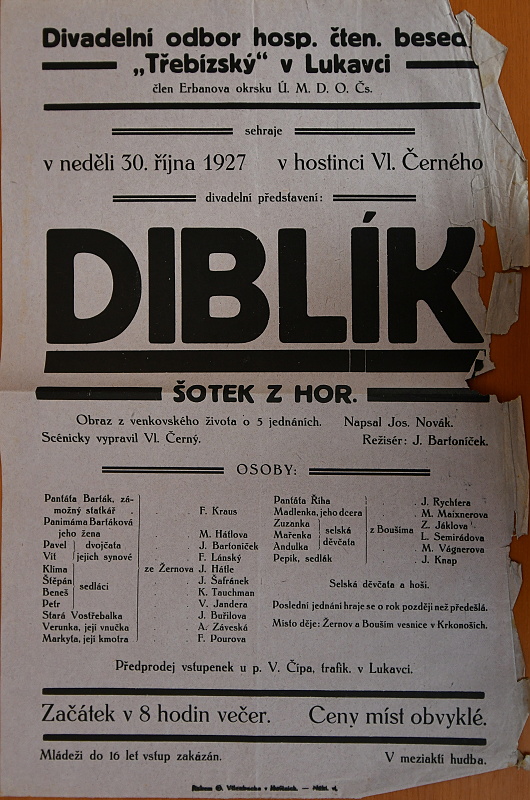 Divadelní odbor hosp. čten. besed
„Třebízský“ v Lukavci
člen Erbanova okrsku Ú. M. D. O. Čs.
sehraje
v neděli 30. října 1927 v hostinci Vl. Černého
divadelní představení:
DIBLÍK
ŠOTEK Z HOR.
Obraz z venkovského života o 5 jednáních. Napsal Jos. Novák.
Scénicky vypravil Vl. Černý. Režisér: J. Bartoníček.
OSOBY:
Pantáta Barták, zámožný statkář . F. Kraus
Panimáma Bartáková jeho žena . M. Hátlova
Pavel dvojčata . J. Bartoníček
Vít jejich synové . F. Lánský
Klima ze Žernova J. Hátle
Štěpán sedláci J. Šafránek
Beneš K. Tauchman
Petr V. Jandera
Stará Vostřebalka J. Buřilova
Verunka, její vnučka A. Záveská
Markyta, její kmotra F. Pourova
Pantáta Říha J. Rychtera
Madlenka, jeho dcera M. Maixnerova
Zuzanka selská z Boušína Z. Jáklova
Mařenka děvčata L. Semirádova
Andulka M. Vágnerova
Pepík, sedlák J. Knap
Selská děvčata a hoši.
Poslední jednání hraje se o rok později než předešlá.
Místo děje: Žernov a Bouším vesnice v Krkonoších.
Předprodej vstupenek u p. V. Čípa, trafik. v Lukavci.
Začátek v 8 hodin večer. Ceny míst obvyklé.
Mládeži do 16 let vstup zakázán. V meziaktí hudba.